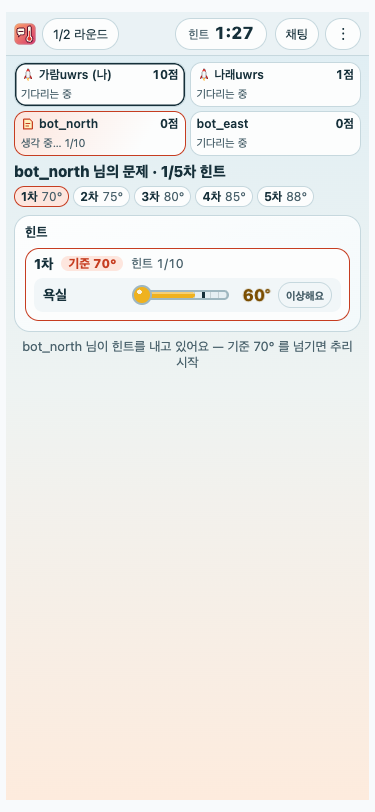 1/2 라운드
힌트 1:27
채팅
⋮
가람uwrs (나) 10점
기다리는 중
나래uwrs 1점
기다리는 중
bot_north 0점
생각 중… 1/10
bot_east 0점
기다리는 중
bot_north 님의 문제 · 1/5차 힌트
1차 70° 2차 75° 3차 80° 4차 85° 5차 88°
힌트
1차 기준 70° 힌트 1/10
욕실 60° 이상해요
bot_north 님이 힌트를 내고 있어요 — 기준 70° 를 넘기면 추리
시작